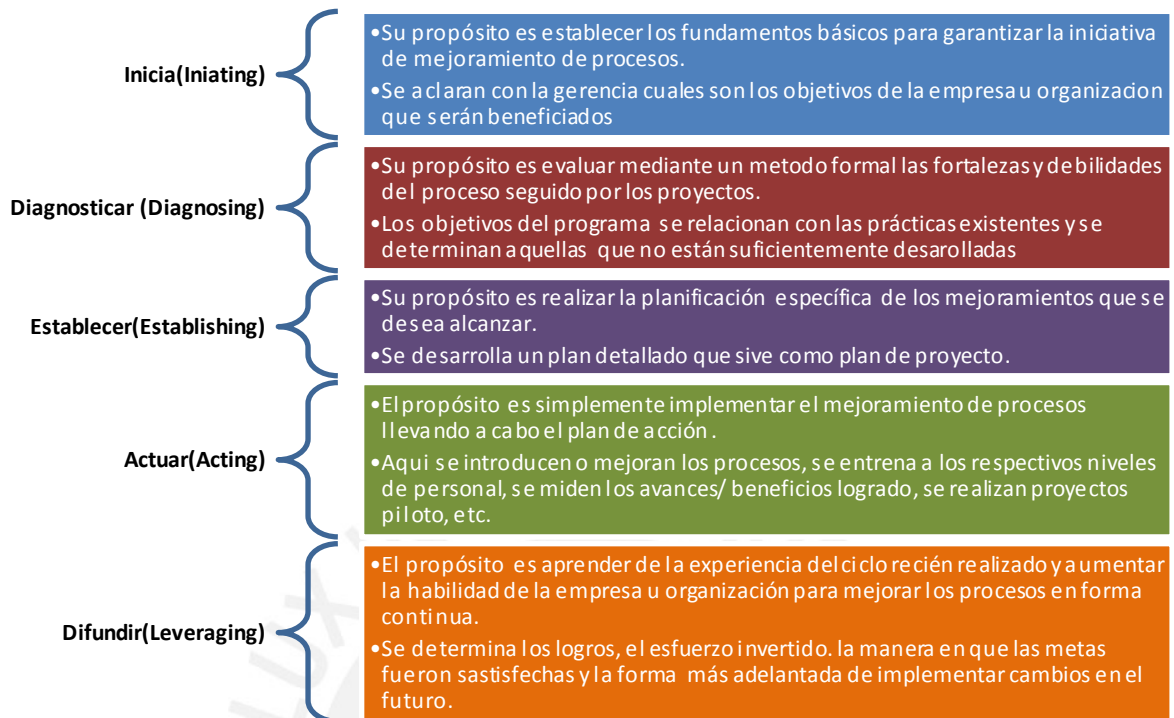 Inicia(Iniating)
•Su propósito es establecer los fundamentos básicos para garantizar la iniciativa
de mejoramiento de procesos.
•Se aclaran con la gerencia cuales son los objetivos de la empresa u organizacion
que serán beneficiados
Diagnosticar (Diagnosing)
•Su propósito es evaluar mediante un metodo formal las fortalezas y debilidades
del proceso seguido por los proyectos.
•Los objetivos del programa se relacionan con las prácticas existentes y se
determinan aquellas que no están suficientemente desarolladas
Establecer(Establishing)
•Su propósito es realizar la planificación específica de los mejoramientos que se
desea alcanzar.
•Se desarrolla un plan detallado que sive como plan de proyecto.
Actuar(Acting)
•El propósito es simplemente implementar el mejoramiento de procesos
llevando a cabo el plan de acción .
•Aqui se introducen o mejoran los procesos, se entrena a los respectivos niveles
de personal, se miden los avances/ beneficios logrado, se realizan proyectos
piloto, etc.
Difundir(Leveraging)
•El propósito es aprender de la experiencia del ciclo recién realizado y aumentar
la habilidad de la empresa u organización para mejorar los procesos en forma
continua.
•Se determina los logros, el esfuerzo invertido. la manera en que las metas
fueron sastisfechas y la forma más adelantada de implementar cambios en el
futuro.